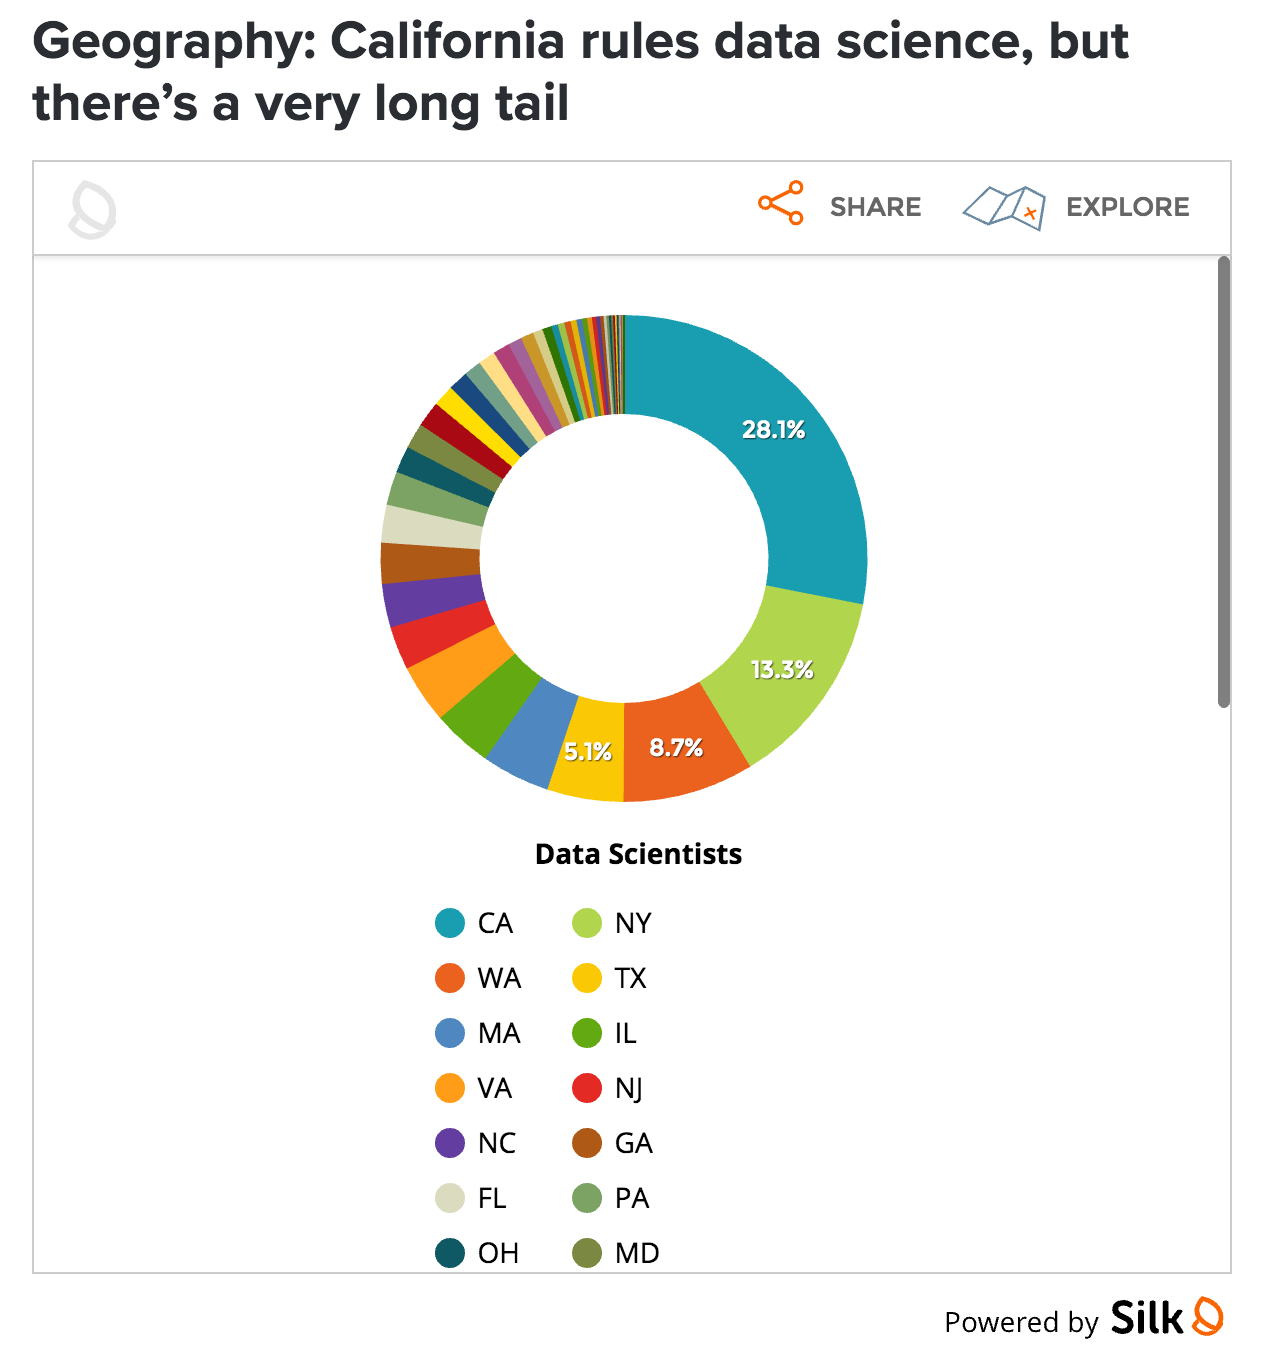 Geography: California rules data science, but
there’s a very long tail
SHARE
EXPLORE
28.1%
13.3%
8.7%
5.1%
Data Scientists
CA
NY
WA
TX
MA
IL
VA
NJ
NC
GA
FL
PA
OH
MD
Powered by Silk